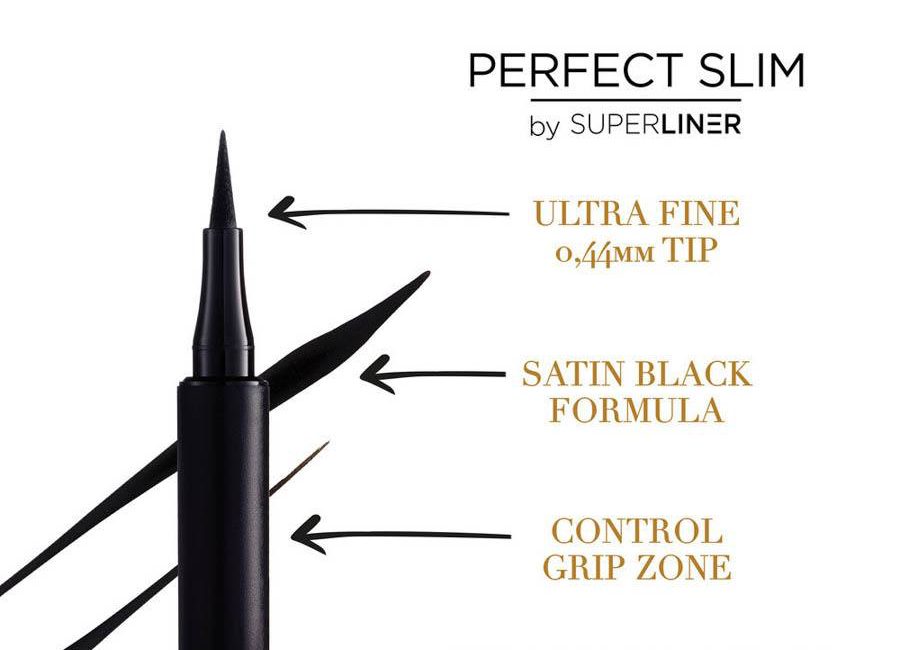 PERFECT SLIM
by SUPERLINER
ULTRA FINE
0,44MM TIP
SATIN BLACK
FORMULA
CONTROL
GRIP ZONE